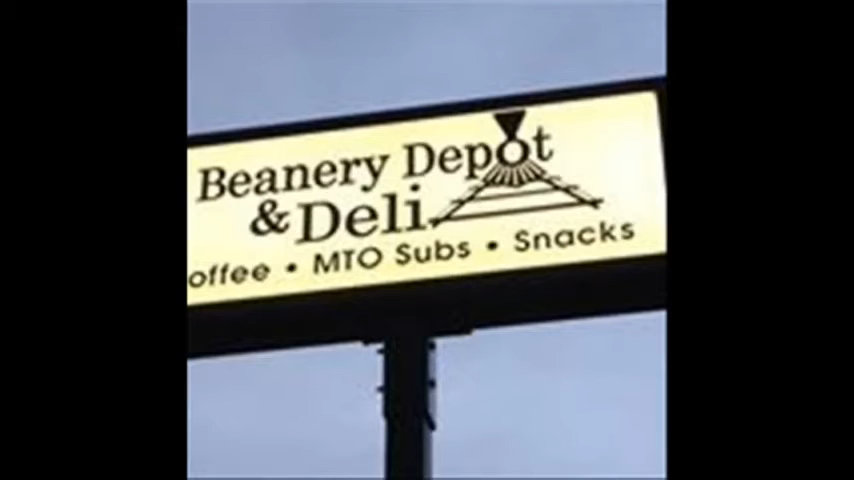 Beanery Depot
& Deli
offee • MTO Subs • Snacks